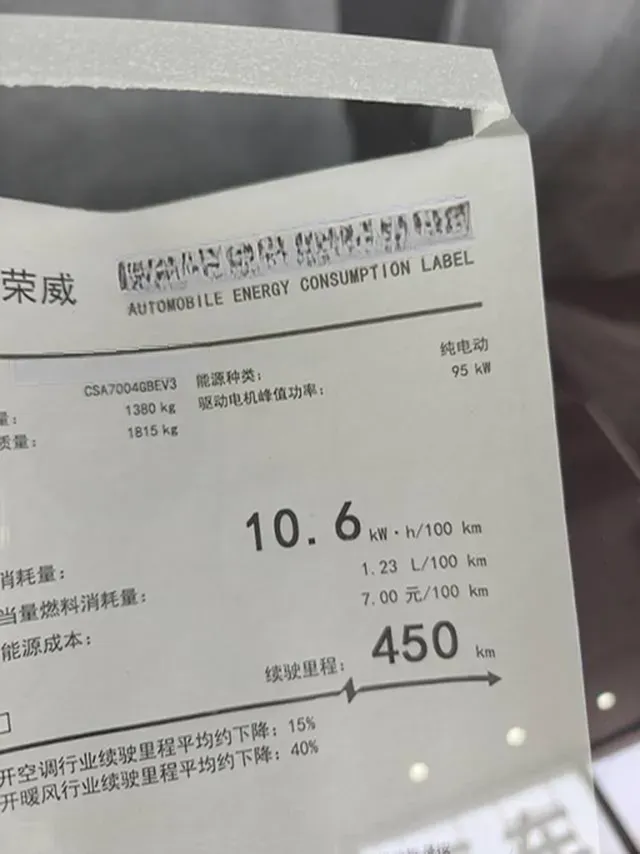 荣威
AUTOMOBILE ENERGY CONSUMPTION LABEL
CSA7004GBEV3 能源种类： 纯电动
量： 1380 kg 驱动电机峰值功率： 95 kW
质量： 1815 kg
消耗量： 10.6 kW·h/100 km
当量燃料消耗量： 1.23 L/100 km
能源成本： 7.00 元/100 km
续驶里程： 450 km
开空调行业续驶里程平均约下降：15%
开暖风行业续驶里程平均约下降：40%
车